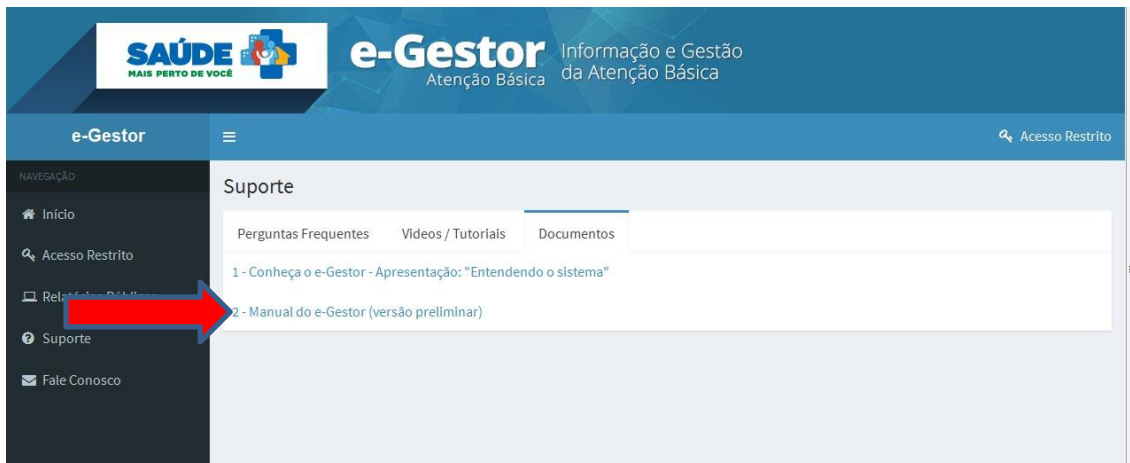 SAÚDE
MAIS PERTO DE VOCÊ
e-Gestor
Atenção Básica
Informação e Gestão
da Atenção Básica
e-Gestor
Acesso Restrito
NAVEGAÇÃO
Início
Acesso Restrito
Suporte
Fale Conosco
Suporte
Perguntas Frequentes Videos / Tutoriais Documentos
1 - Conheça o e-Gestor - Apresentação: "Entendendo o sistema"
2 - Manual do e-Gestor (versão preliminar)